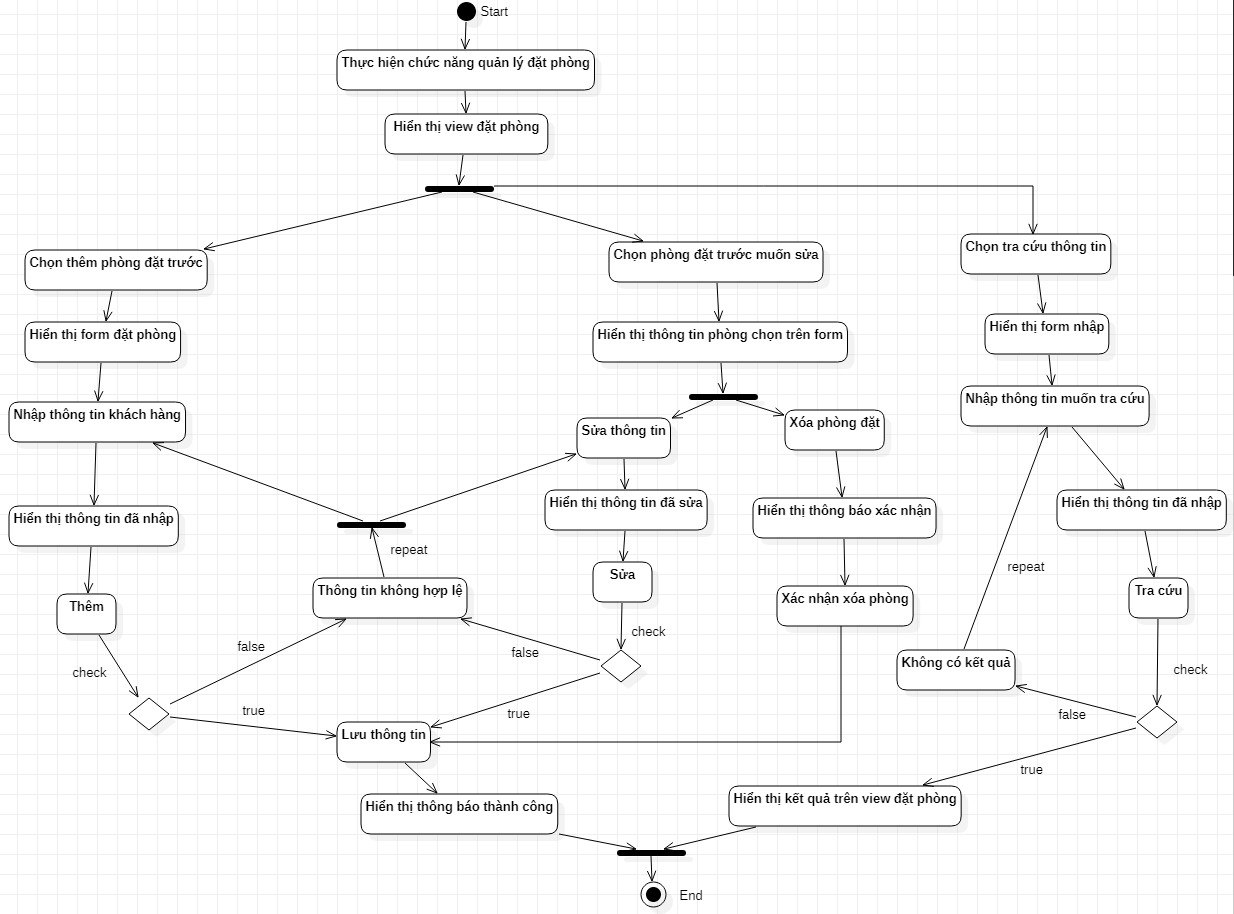 Start
Thực hiện chức năng quản lý đặt phòng
Hiển thị view đặt phòng
Chọn thêm phòng đặt trước
Chọn phòng đặt trước muốn sửa
Chọn tra cứu thông tin
Hiển thị form đặt phòng
Hiển thị thông tin phòng chọn trên form
Hiển thị form nhập
Nhập thông tin khách hàng
Sửa thông tin
Xóa phòng đặt
Nhập thông tin muốn tra cứu
Hiển thị thông tin đã nhập
Hiển thị thông tin đã sửa
Hiển thị thông báo xác nhận
Hiển thị thông tin đã nhập
repeat
repeat
Thông tin không hợp lệ
Sửa
Xác nhận xóa phòng
Tra cứu
Thêm
check
false
false
Không có kết quả
check
check
true
true
false
Lưu thông tin
true
Hiển thị thông báo thành công
Hiển thị kết quả trên view đặt phòng
End